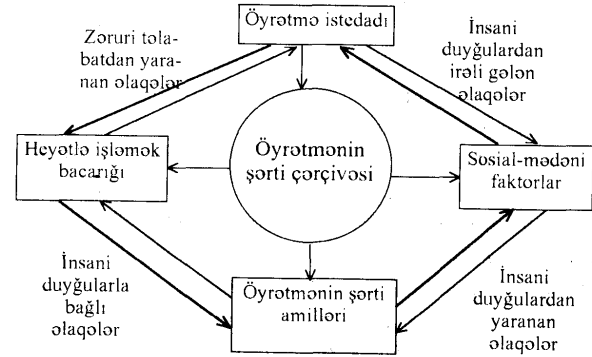 Öyrətmə istedadı
Zəruri təla-
batdan yara-
nan əlaqələr
İnsani
duyğulardan
irəli gələn
əlaqələr
Heyətlə işləmək
bacarığı
Öyrətmənin
şərti çərçivəsi
Sosial-mədəni
faktorlar
İnsani
duyğularla
bağlı
əlaqələr
Öyrətmənin şərti
amilləri
İnsani
duyğulardan
yaranan
əlaqələr